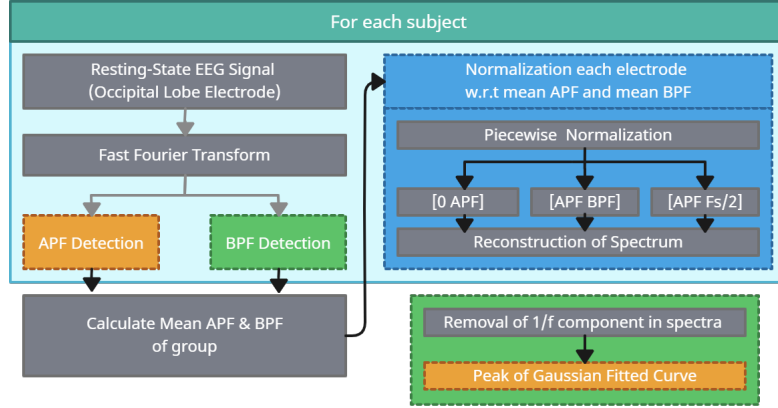 For each subject
Resting-State EEG Signal
(Occipital Lobe Electrode)
Fast Fourier Transform
APF Detection
BPF Detection
Calculate Mean APF & BPF
of group
Normalization each electrode
w.r.t mean APF and mean BPF
Piecewise Normalization
[0 APF]
[APF BPF]
[APF Fs/2]
Reconstruction of Spectrum
Removal of 1/f component in spectra
Peak of Gaussian Fitted Curve